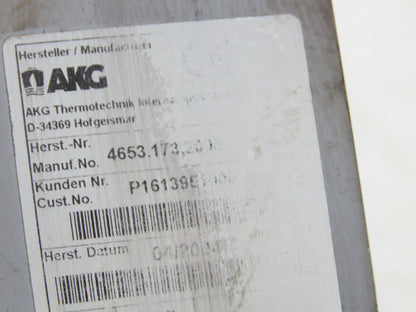 Hersteller / Manufacturer
AKG
AKG Thermotechnik
D-34369 Hofgeismar
Herst.-Nr.
Manuf.No. 4653.173,
Kunden Nr.
Cust.No.
Herst. Datum